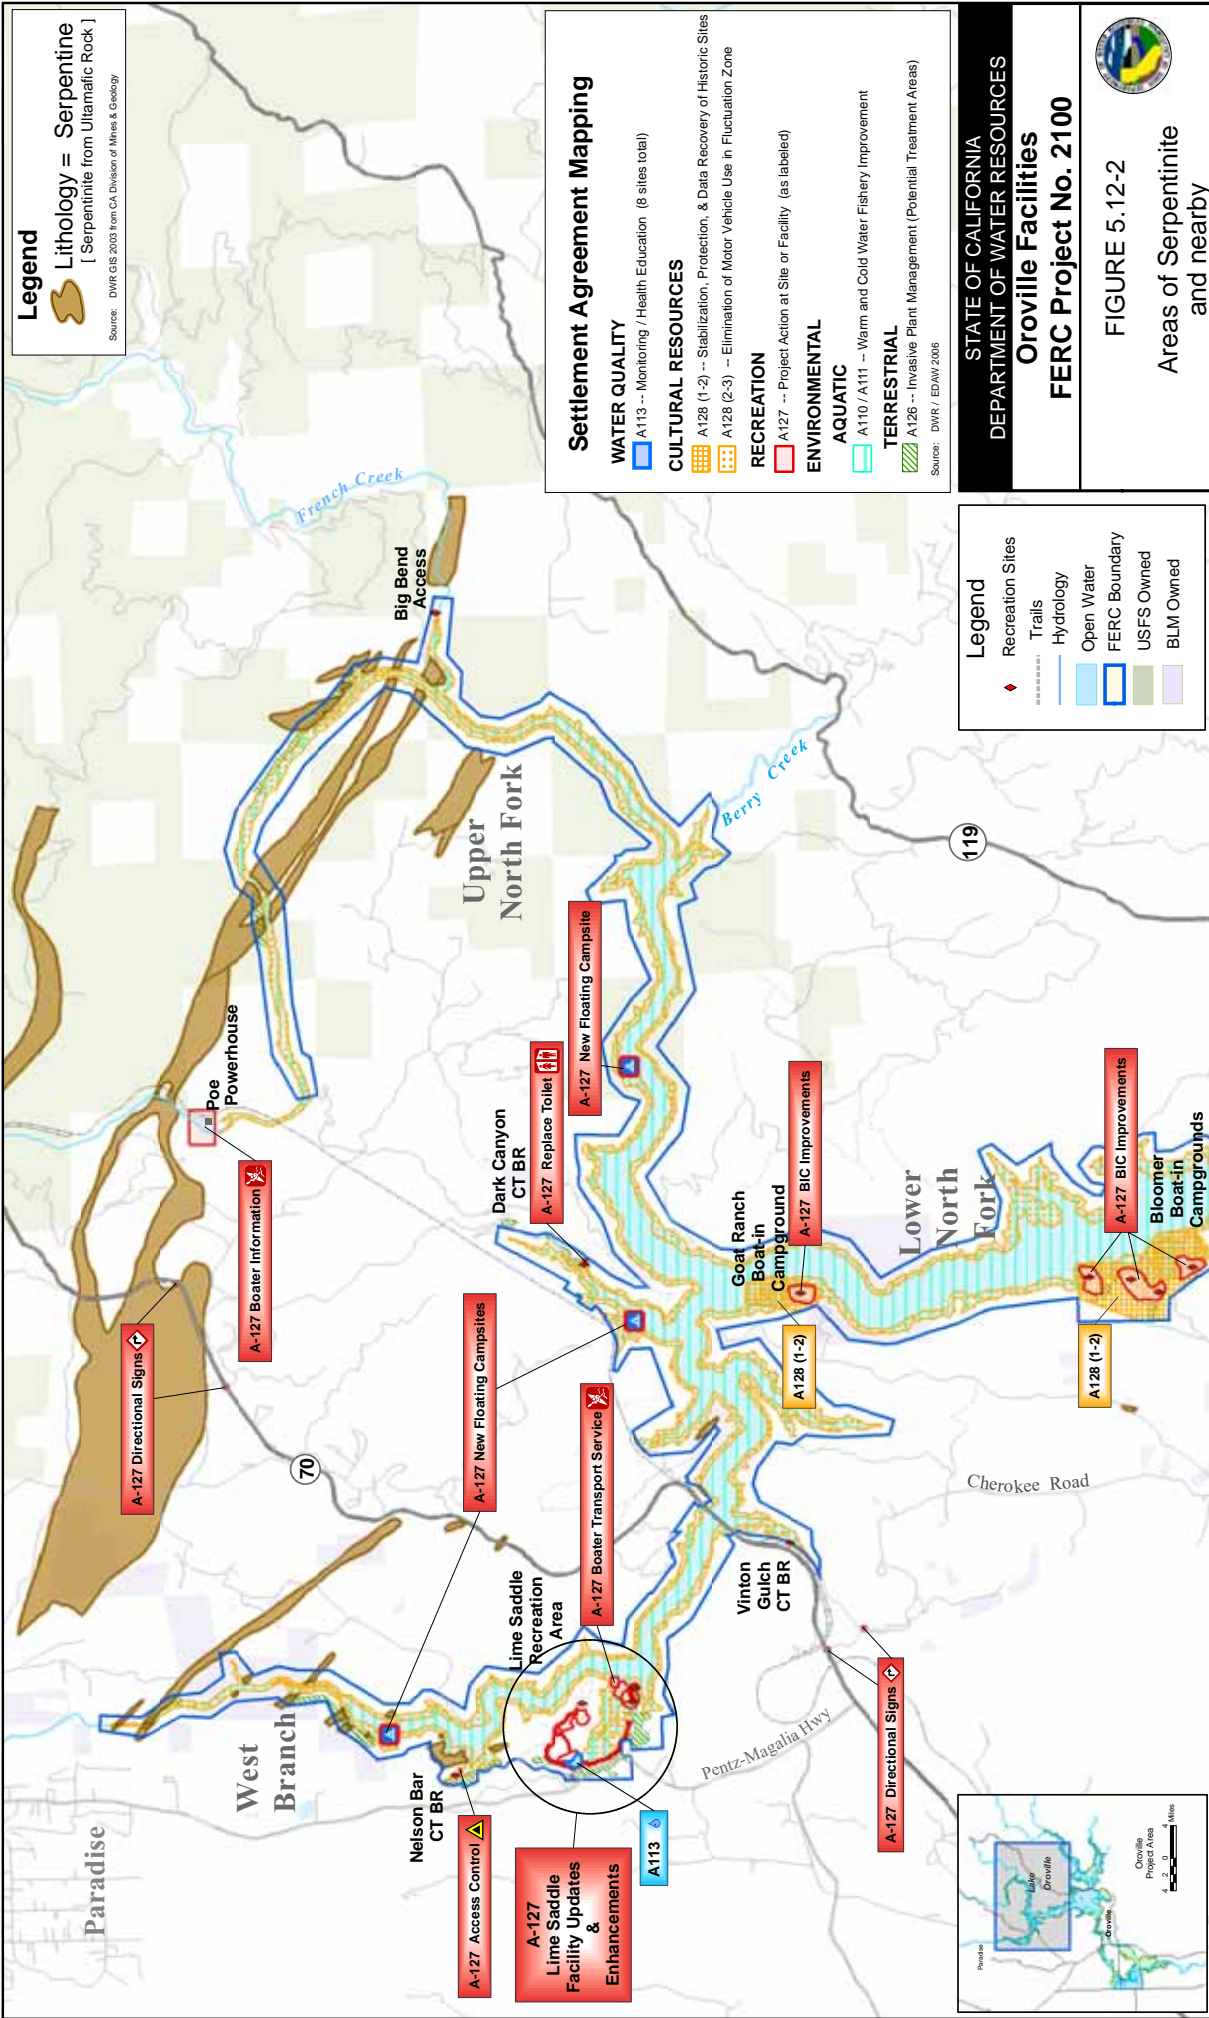 Legend
Lithology = Serpentine
[ Serpentinite from Ultamafic Rock ]
Source: DWR GIS 2003 from CA Division of Mines & Geology
Settlement Agreement Mapping
WATER QUALITY
A113 -- Monitoring / Health Education (8 sites total)
CULTURAL RESOURCES
A128 (1-2) -- Stabilization, Protection, & Data Recovery of Historic Sites
A128 (2-3) -- Elimination of Motor Vehicle Use in Fluctuation Zone
RECREATION
A127 -- Project Action at Site or Facility (as labeled)
ENVIRONMENTAL
AQUATIC
A110 / A111 -- Warm and Cold Water Fishery Improvement
TERRESTRIAL
A126 -- Invasive Plant Management (Potential Treatment Areas)
Source: DWR / EDAW 2006
STATE OF CALIFORNIA
DEPARTMENT OF WATER RESOURCES
Oroville Facilities
FERC Project No. 2100
FIGURE 5.12-2
Areas of Serpentinite
and nearby
Legend
Recreation Sites
Trails
Hydrology
Open Water
FERC Boundary
USFS Owned
BLM Owned
French Creek
Big Bend
Access
Upper
North Fork
Berry Creek
119
Poe
Powerhouse
A-127 Boater Information
A-127 Directional Signs
70
Dark Canyon
CT BR
A-127 Replace Toilet
A-127 New Floating Campsite
A-127 New Floating Campsites
Goat Ranch
Boat-in
Campground
A-127 BIC Improvements
A128 (1-2)
Lower
North
Fork
A-127 BIC Improvements
Bloomer
Boat-in
Campgrounds
A128 (1-2)
Cherokee Road
A-127 Boater Transport Service
Lime Saddle
Recreation
Area
Vinton
Gulch
CT BR
A-127 Directional Signs
Pentz-Magalia Hwy
West
Branch
Paradise
Nelson Bar
CT BR
A-127 Access Control
A-127
Lime Saddle
Facility Updates
&
Enhancements
A113
Paradise
Lake
Oroville
Oroville
Oroville
Project Area
4 2 0 4 Miles